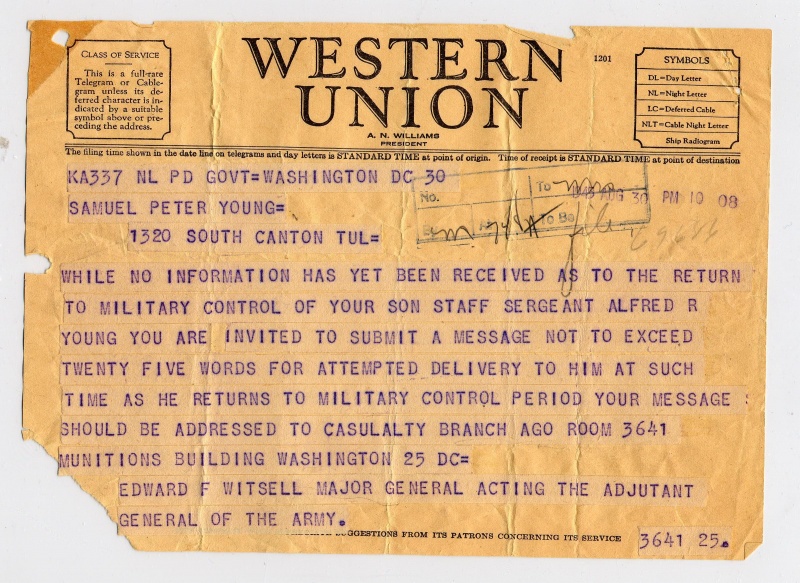 CLASS OF SERVICE
This is a full-rate
Telegram or Cable-
gram unless its de-
ferred character is in-
dicated by a suitable
symbol above or pre-
ceding the address.
WESTERN
UNION
A. N. WILLIAMS
PRESIDENT
1201
SYMBOLS
DL=Day Letter
NL=Night Letter
LC=Deferred Cable
NLT=Cable Night Letter
Ship Radiogram
The filing time shown in the date line on telegrams and day letters is STANDARD TIME at point of origin. Time of receipt is STANDARD TIME at point of destination
KA337 NL PD GOVT=WASHINGTON DC 30
No.
To
AUG 30 PM 10 08
By
To Be
SAMUEL PETER YOUNG=
1320 SOUTH CANTON TUL=
WHILE NO INFORMATION HAS YET BEEN RECEIVED AS TO THE RETURN
TO MILITARY CONTROL OF YOUR SON STAFF SERGEANT ALFRED R
YOUNG YOU ARE INVITED TO SUBMIT A MESSAGE NOT TO EXCEED
TWENTY FIVE WORDS FOR ATTEMPTED DELIVERY TO HIM AT SUCH
TIME AS HE RETURNS TO MILITARY CONTROL PERIOD YOUR MESSAGE
SHOULD BE ADDRESSED TO CASULALTY BRANCH AGO ROOM 3641
MUNITIONS BUILDING WASHINGTON 25 DC=
EDWARD F WITSELL MAJOR GENERAL ACTING THE ADJUTANT
GENERAL OF THE ARMY.
SUGGESTIONS FROM ITS PATRONS CONCERNING ITS SERVICE
3641 25.